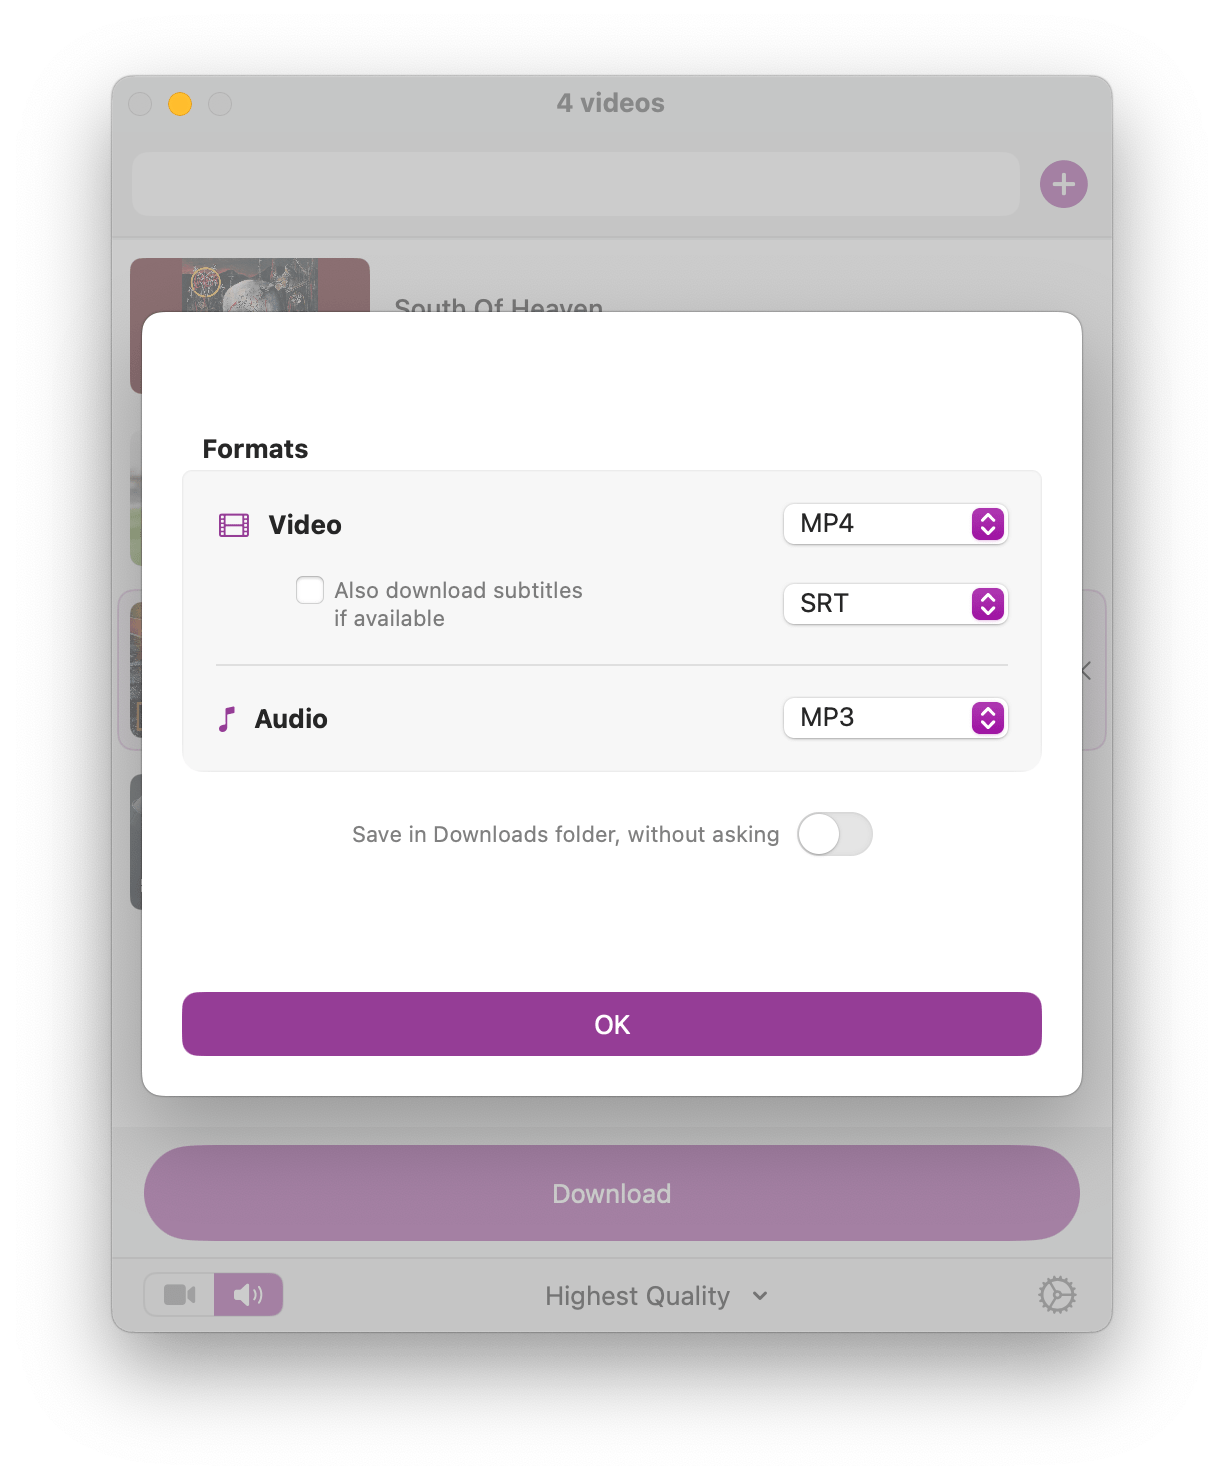 4 videos
South Of Heaven
Formats
Video
MP4
Also download subtitles
if available
SRT
Audio
MP3
Save in Downloads folder, without asking
OK
Download
Highest Quality